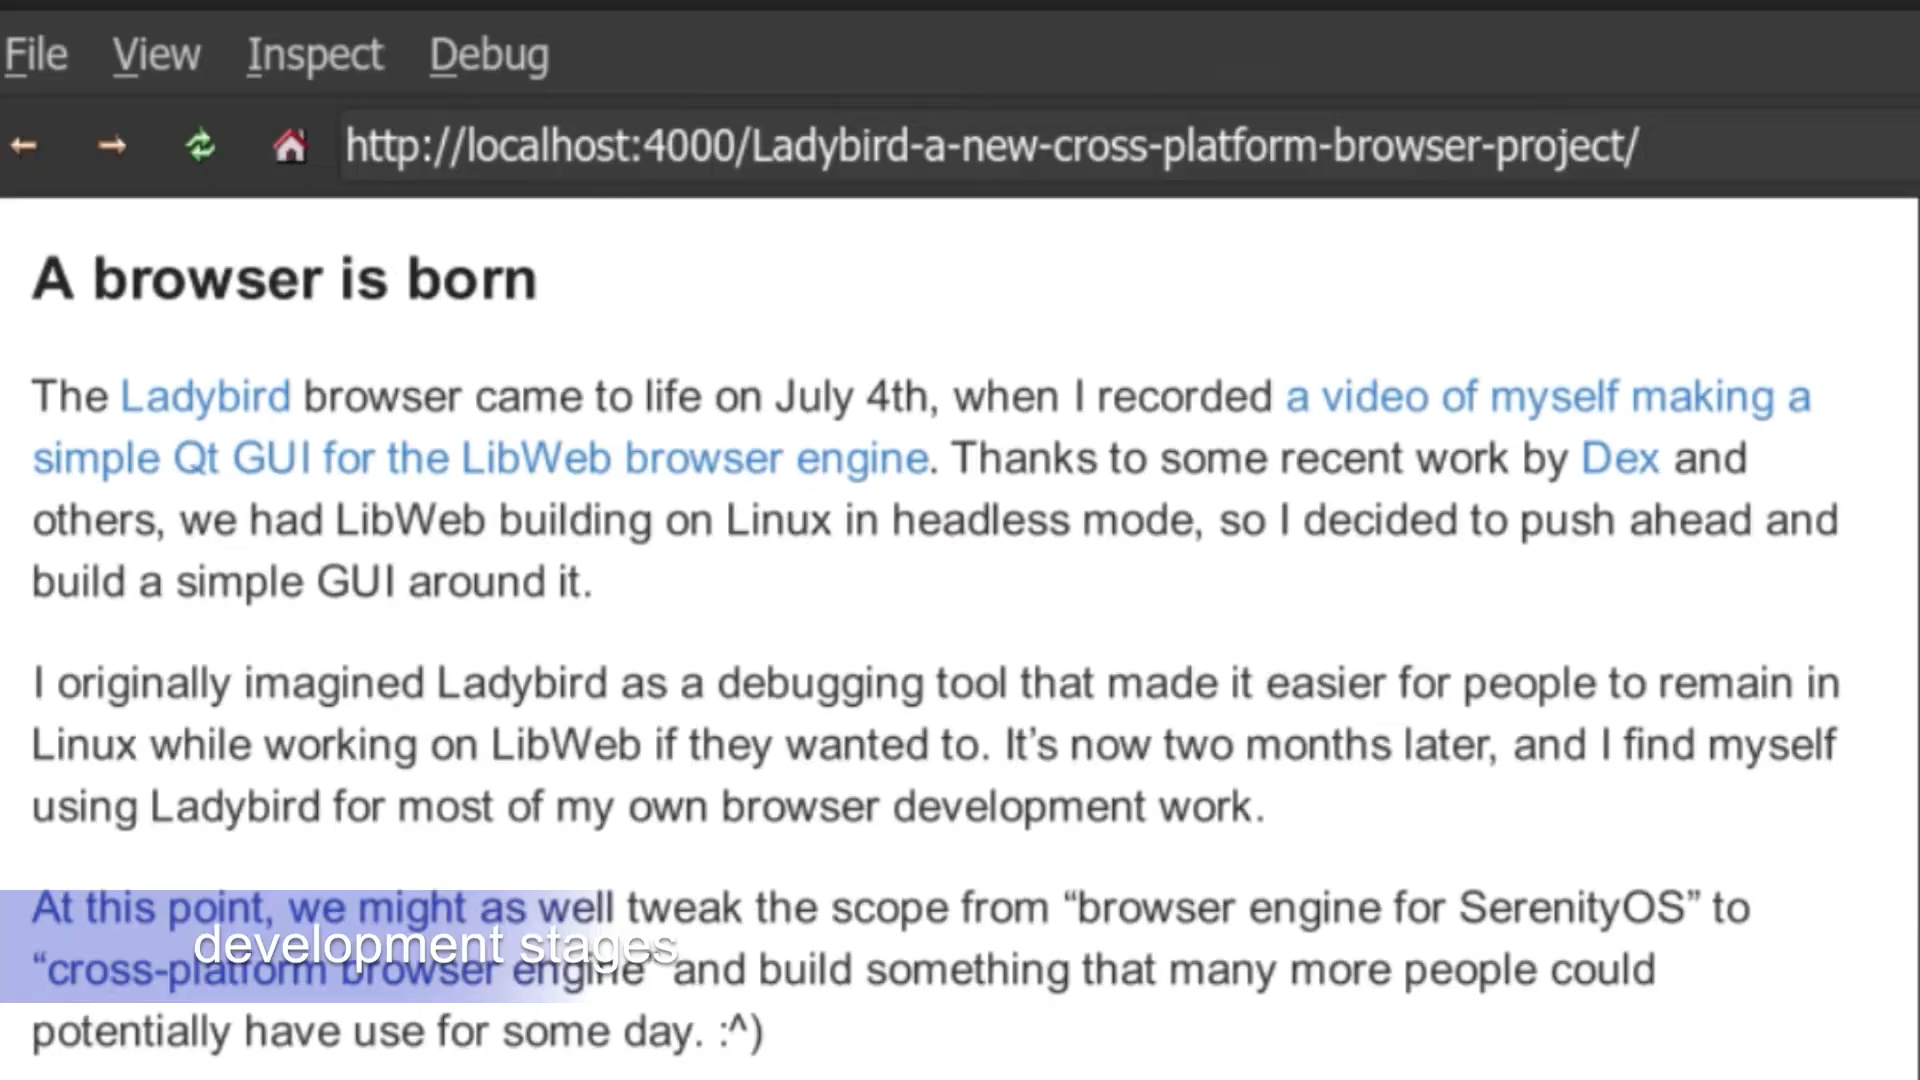 File View Inspect Debug
http://localhost:4000/Ladybird-a-new-cross-platform-browser-project/
A browser is born
The Ladybird browser came to life on July 4th, when I recorded a video of myself making a
simple Qt GUI for the LibWeb browser engine. Thanks to some recent work by Dex and
others, we had LibWeb building on Linux in headless mode, so I decided to push ahead and
build a simple GUI around it.
I originally imagined Ladybird as a debugging tool that made it easier for people to remain in
Linux while working on LibWeb if they wanted to. It’s now two months later, and I find myself
using Ladybird for most of my own browser development work.
At this point, we might as well tweak the scope from “browser engine for SerenityOS” to
development stages
“cross-platform browser engine” and build something that many more people could
potentially have use for some day. :^)